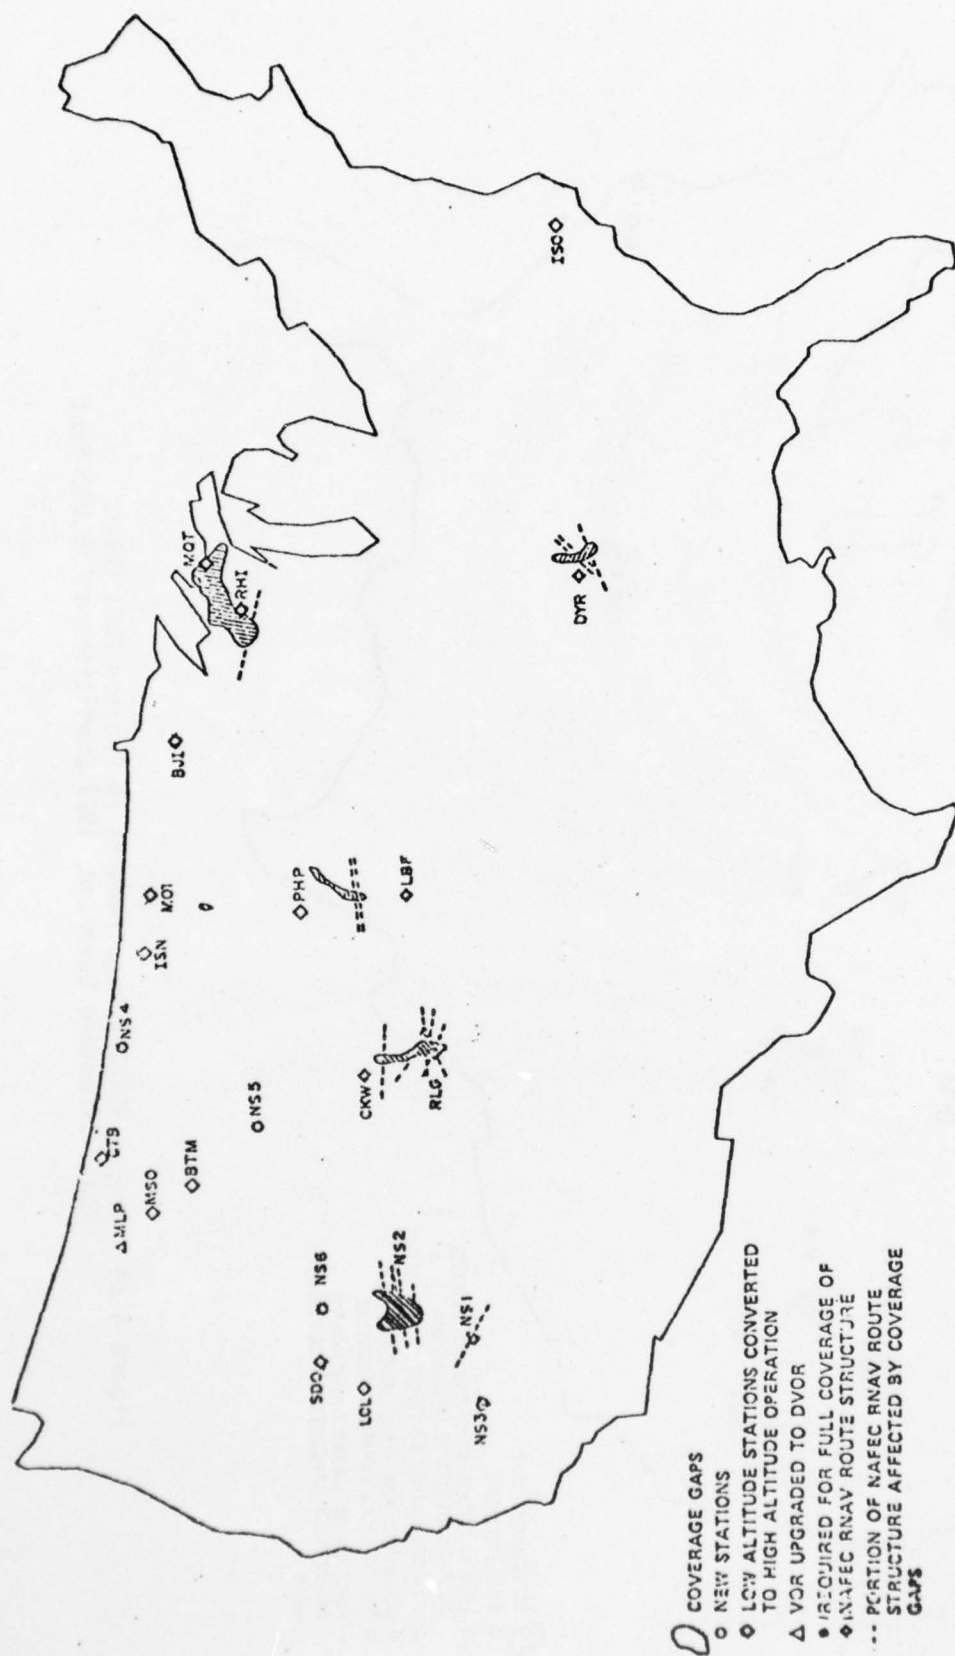 MQT
RHI
ISO
DYR
BJI
MOT
ISN
NS4
PHP
LBF
NS5
CTB
MSO
BTM
MLP
CKW
RLG
NS6
NS2
SDO
LOL
NS1
NS3
COVERAGE GAPS
NEW STATIONS
LOW ALTITUDE STATIONS CONVERTED
TO HIGH ALTITUDE OPERATION
VOR UPGRADED TO DVOR
REQUIRED FOR FULL COVERAGE OF
NAFEC RNAV ROUTE STRUCTURE
PORTION OF NAFEC RNAV ROUTE
STRUCTURE AFFECTED BY COVERAGE
GAPS